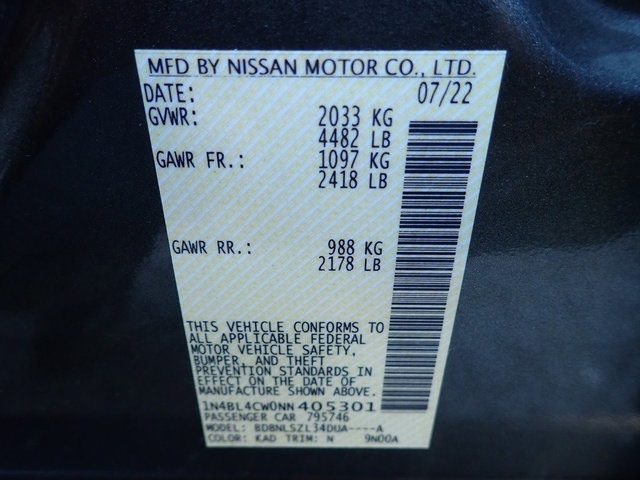 MFD BY NISSAN MOTOR CO., LTD.
DATE: 07/22
GVWR: 2033 KG
4482 LB
GAWR FR.: 1097 KG
2418 LB
GAWR RR.: 988 KG
2178 LB
THIS VEHICLE CONFORMS TO
ALL APPLICABLE FEDERAL
MOTOR VEHICLE SAFETY,
BUMPER, AND THEFT
PREVENTION STANDARDS IN
EFFECT ON THE DATE OF
MANUFACTURE SHOWN ABOVE.
1N4BL4CW0NN405301
PASSENGER CAR 795746
MODEL: BDBNLSZL34DUA----A
COLOR: KAD TRIM: N 9N00A